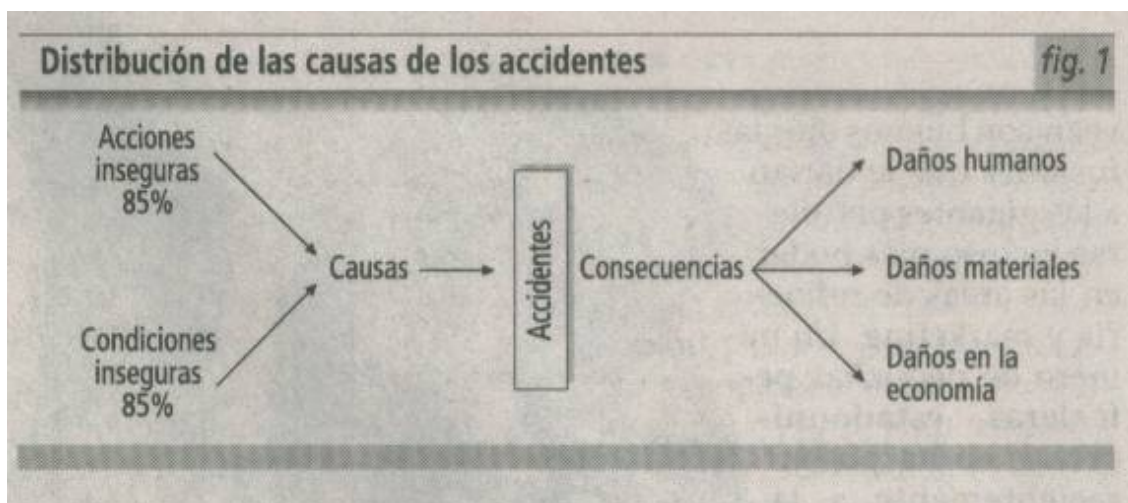 Distribución de las causas de los accidentes
fig. 1
Acciones
inseguras
85%
Condiciones
inseguras
85%
Causas
Accidentes
Consecuencias
Daños humanos
Daños materiales
Daños en la
economía